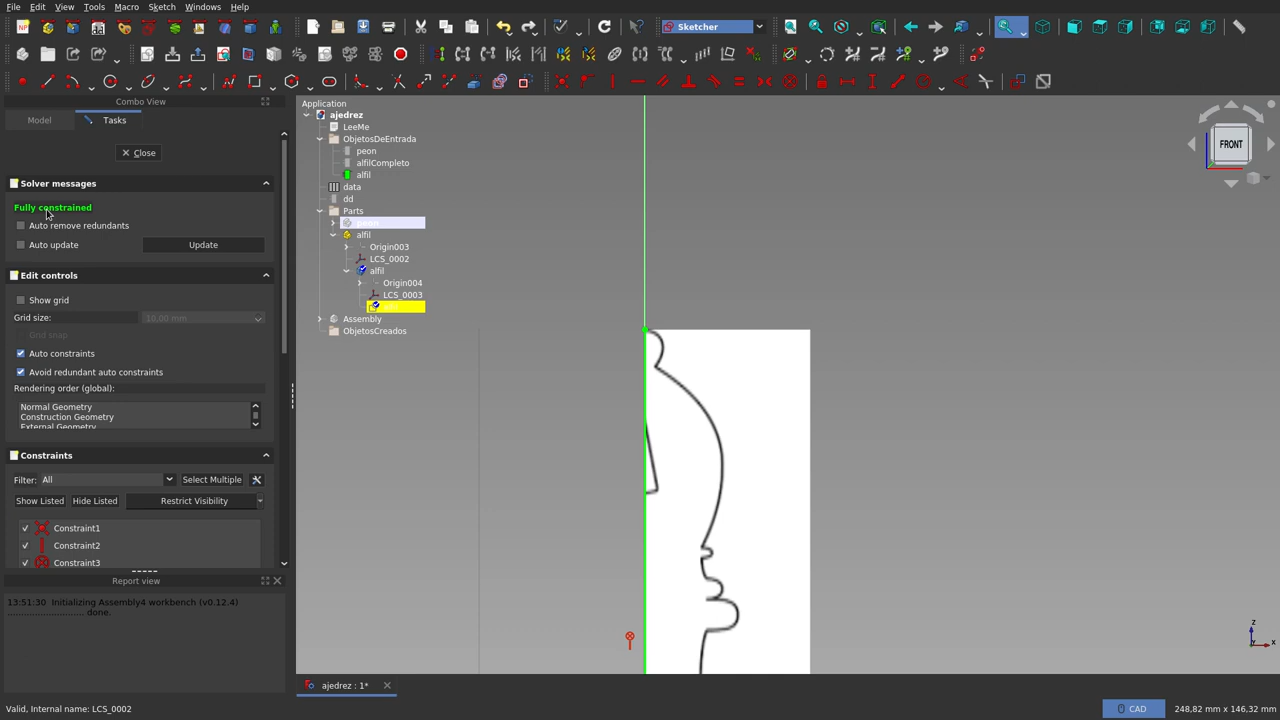 File Edit View Tools Macro Sketch Windows Help
Sketcher
Combo View
Model Tasks
Close
Solver messages
Fully constrained
Auto remove redundants
Auto update Update
Edit controls
Show grid
Grid size: 10,00 mm
Grid snap
Auto constraints
Avoid redundant auto constraints
Rendering order (global):
Normal Geometry
Construction Geometry
External Geometry
Constraints
Filter: All Select Multiple
Show Listed Hide Listed Restrict Visibility
Constraint1
Constraint2
Constraint3
Report view
13:51:30 Initializing Assembly4 workbench (v0.12.4)
............................ done.
Application
ajedrez
LeeMe
ObjetosDeEntrada
peon
alfilCompleto
alfil
data
dd
Parts
alfil
Origin003
LCS_0002
alfil
Origin004
LCS_0003
Assembly
ObjetosCreados
FRONT
Z
X
ajedrez : 1*
Valid, Internal name: LCS_0002
CAD 248,82 mm x 146,32 mm